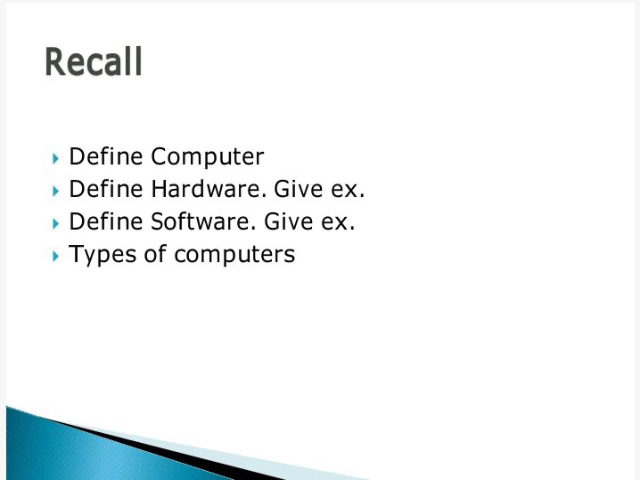 Recall
Define Computer
Define Hardware. Give ex.
Define Software. Give ex.
Types of computers